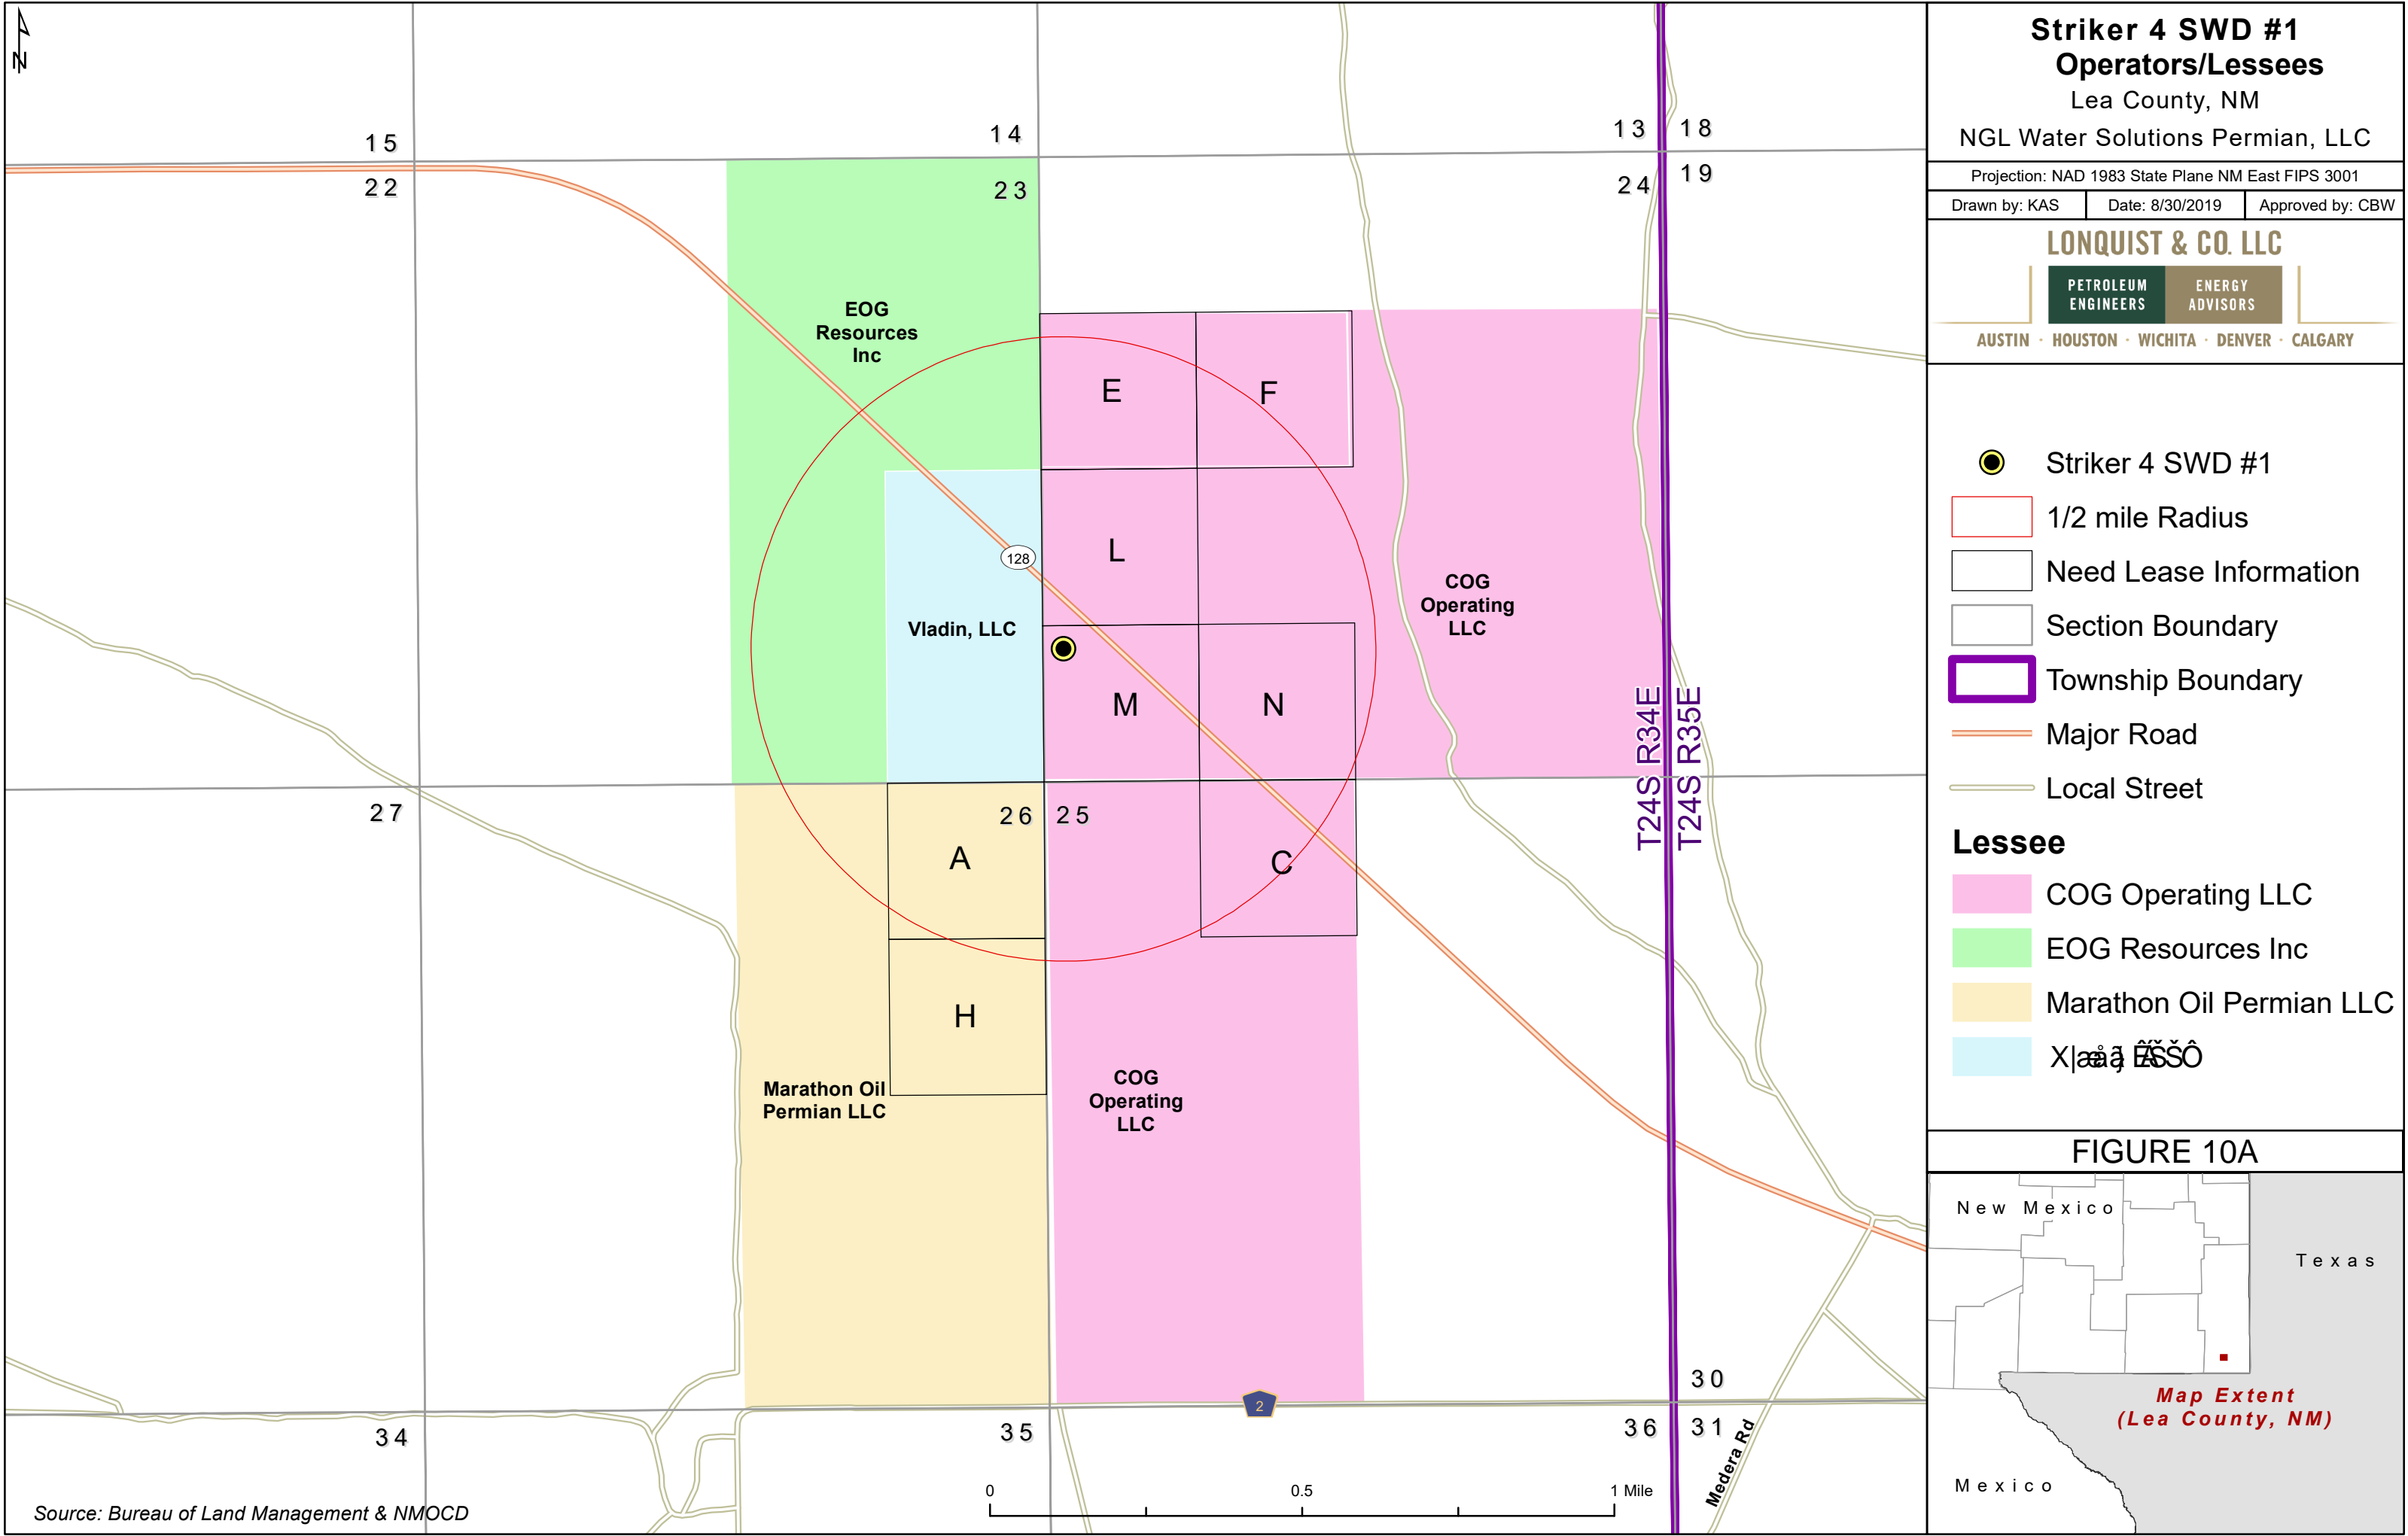 N
15
14
13
18
22
23
24
19
EOG
Resources
Inc
E
F
L
128
Vladin, LLC
COG
Operating
LLC
M
N
T24S R34E
T24S R35E
27
26
25
A
C
H
Marathon Oil
Permian LLC
COG
Operating
LLC
2
30
34
35
36
31
Medera Rd
0
0.5
1 Mile
Source: Bureau of Land Management & NMOCD
Striker 4 SWD #1
Operators/Lessees
Lea County, NM
NGL Water Solutions Permian, LLC
Projection: NAD 1983 State Plane NM East FIPS 3001
Drawn by: KAS
Date: 8/30/2019
Approved by: CBW
LONQUIST & CO. LLC
PETROLEUM
ENGINEERS
ENERGY
ADVISORS
AUSTIN · HOUSTON · WICHITA · DENVER · CALGARY
Striker 4 SWD #1
1/2 mile Radius
Need Lease Information
Section Boundary
Township Boundary
Major Road
Local Street
Lessee
COG Operating LLC
EOG Resources Inc
Marathon Oil Permian LLC
FIGURE 10A
New Mexico
Texas
Map Extent
(Lea County, NM)
Mexico